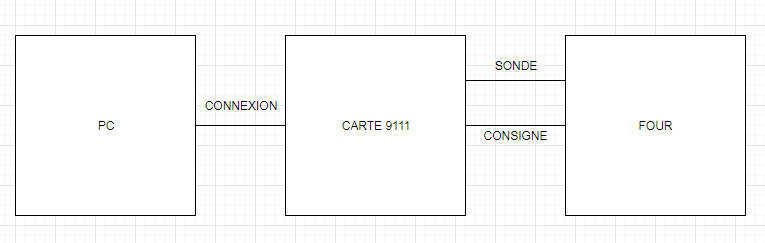 SONDE
CONNEXION
PC
CARTE 9111
FOUR
CONSIGNE